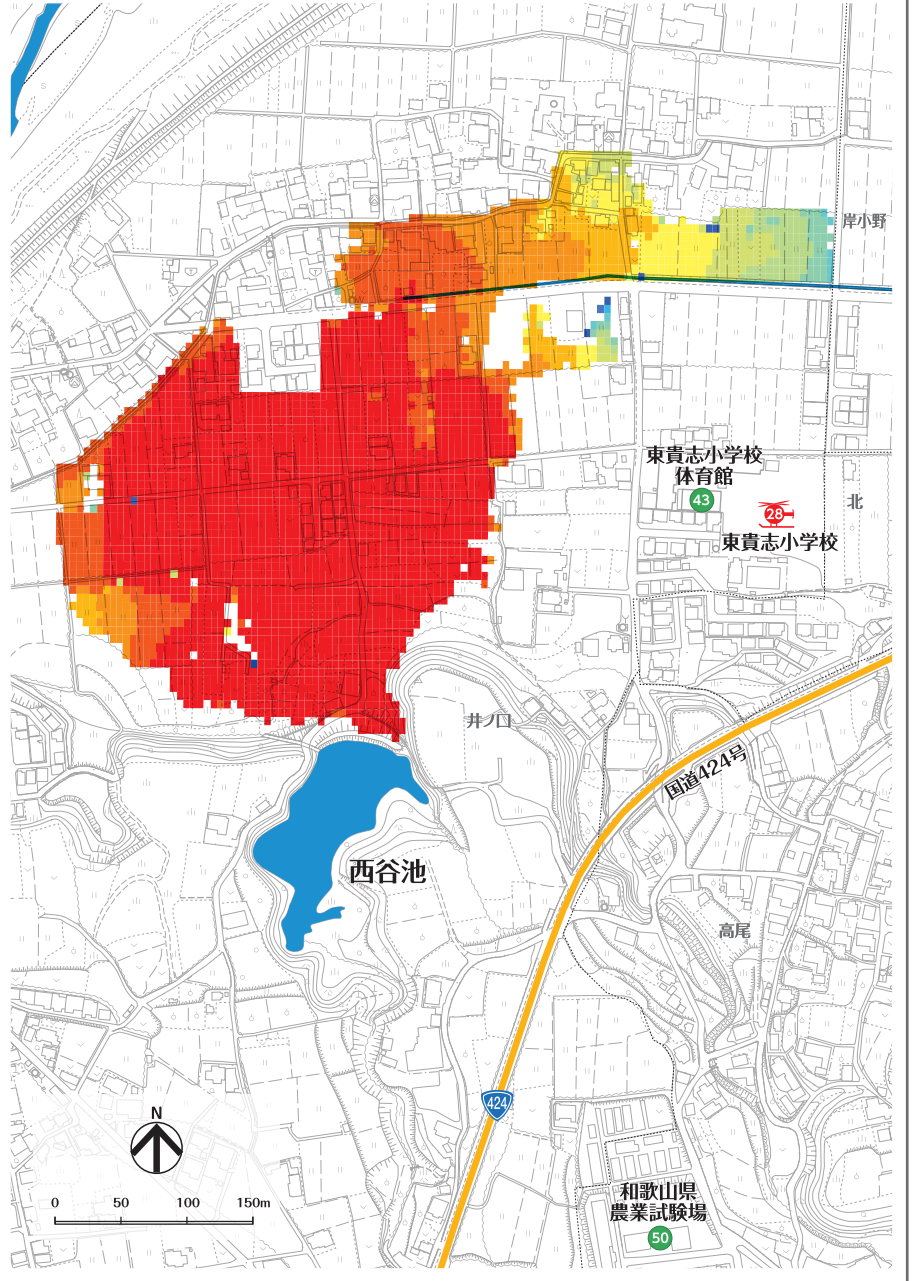 岸小野
東貴志小学校
体育館
43
28
北
東貴志小学校
井ノ口
国道424号
西谷池
高尾
424
N
0 50 100 150m
和歌山県
農業試験場
50